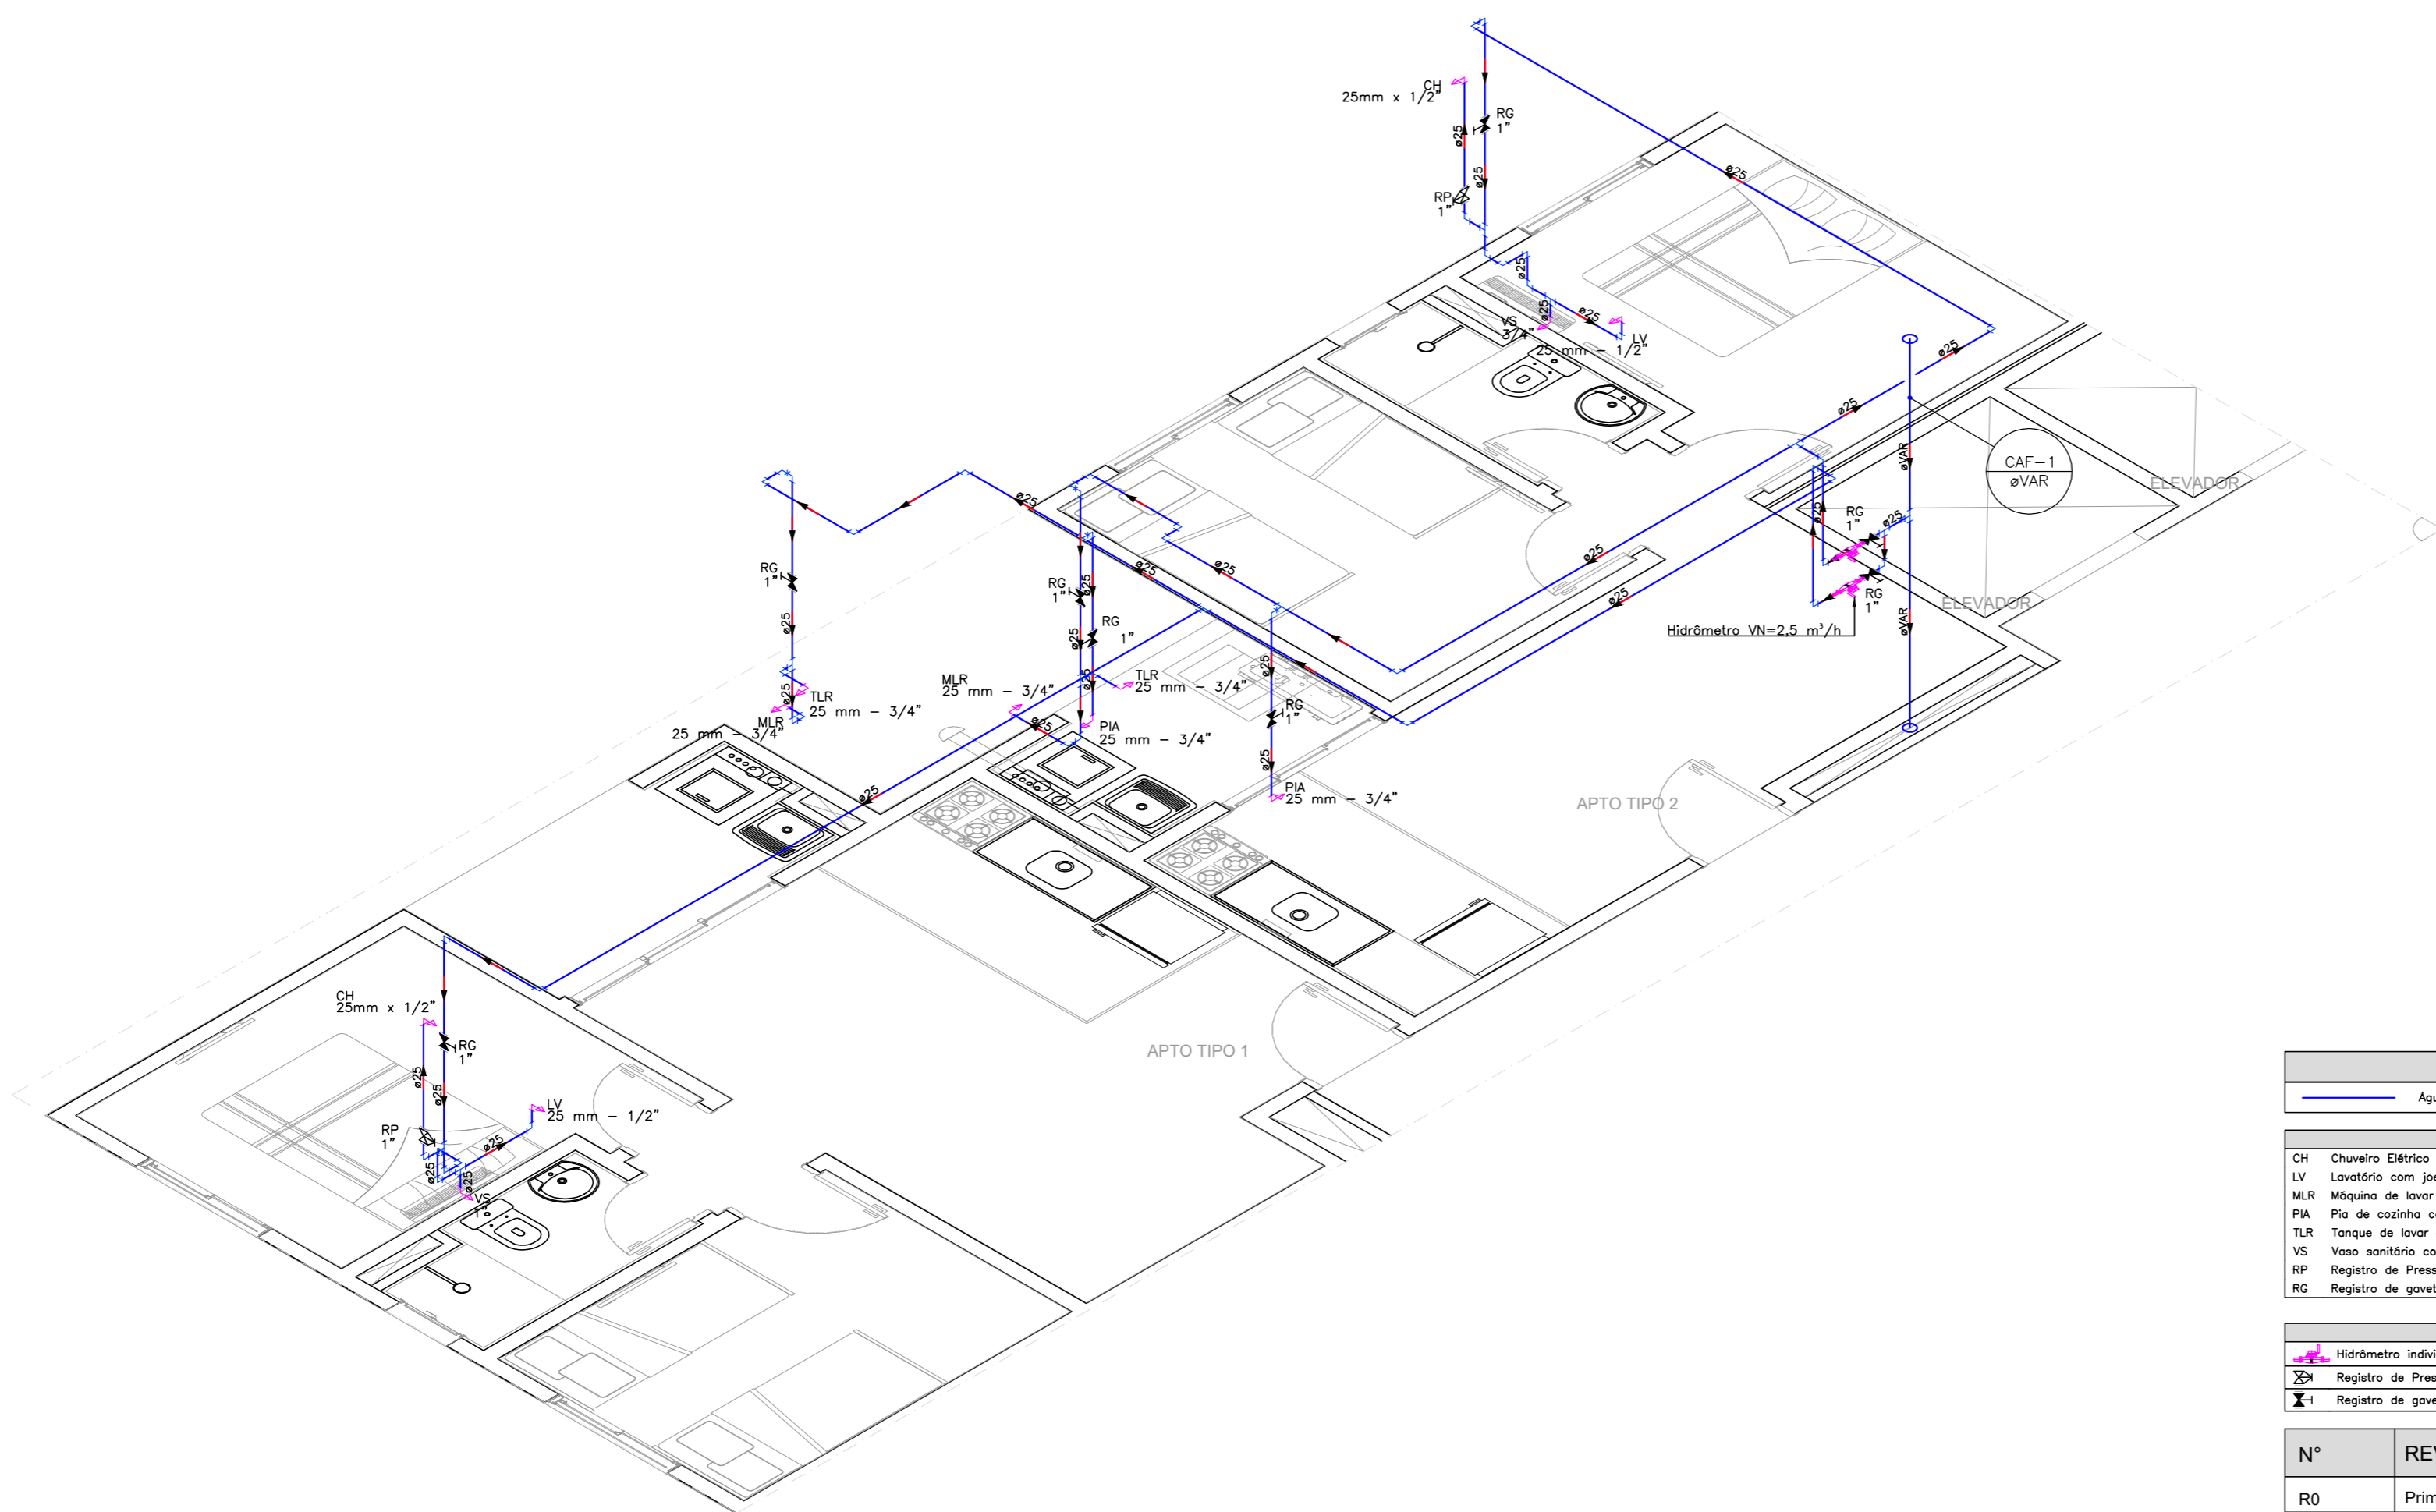 CH
25mm x 1/2"
RG
1"
ø25
ø25
RP
1"
ø25
ø25
ø25
ø25
VS
3/4"
LV
25 mm - 1/2"
ø25
ø25
øVAR
CAF-1
øVAR
ELEVADOR
ø25
RG
1"
ø25
ø25
ø25
ø25
ELEVADOR
RG
1"
øVAR
Hidrômetro VN=2,5 m³/h
ø25
ø25
ø25
RG
1"
ø25
RG
1"
ø25
RG
1"
ø25
ø25
ø25
TLR
25 mm - 3/4"
MLR
25 mm - 3/4"
MLR
25 mm - 3/4"
TLR
25 mm - 3/4"
ø25
ø25
PIA
25 mm - 3/4"
ø25
RG
1"
ø25
PIA
25 mm - 3/4"
APTO TIPO 2
ø25
CH
25mm x 1/2"
RG
1"
ø25
ø25
LV
25 mm - 1/2"
RP
1"
ø25
ø25
ø25
VS
1"
APTO TIPO 1
CH Chuveiro Elétrico
LV Lavatório com
MLR Máquina de lavar
PIA Pia de cozinha
TLR Tanque de lavar
VS Vaso sanitário
RP Registro de
RG Registro de
Hidrômetro
Registro de
Registro de
N°
R0